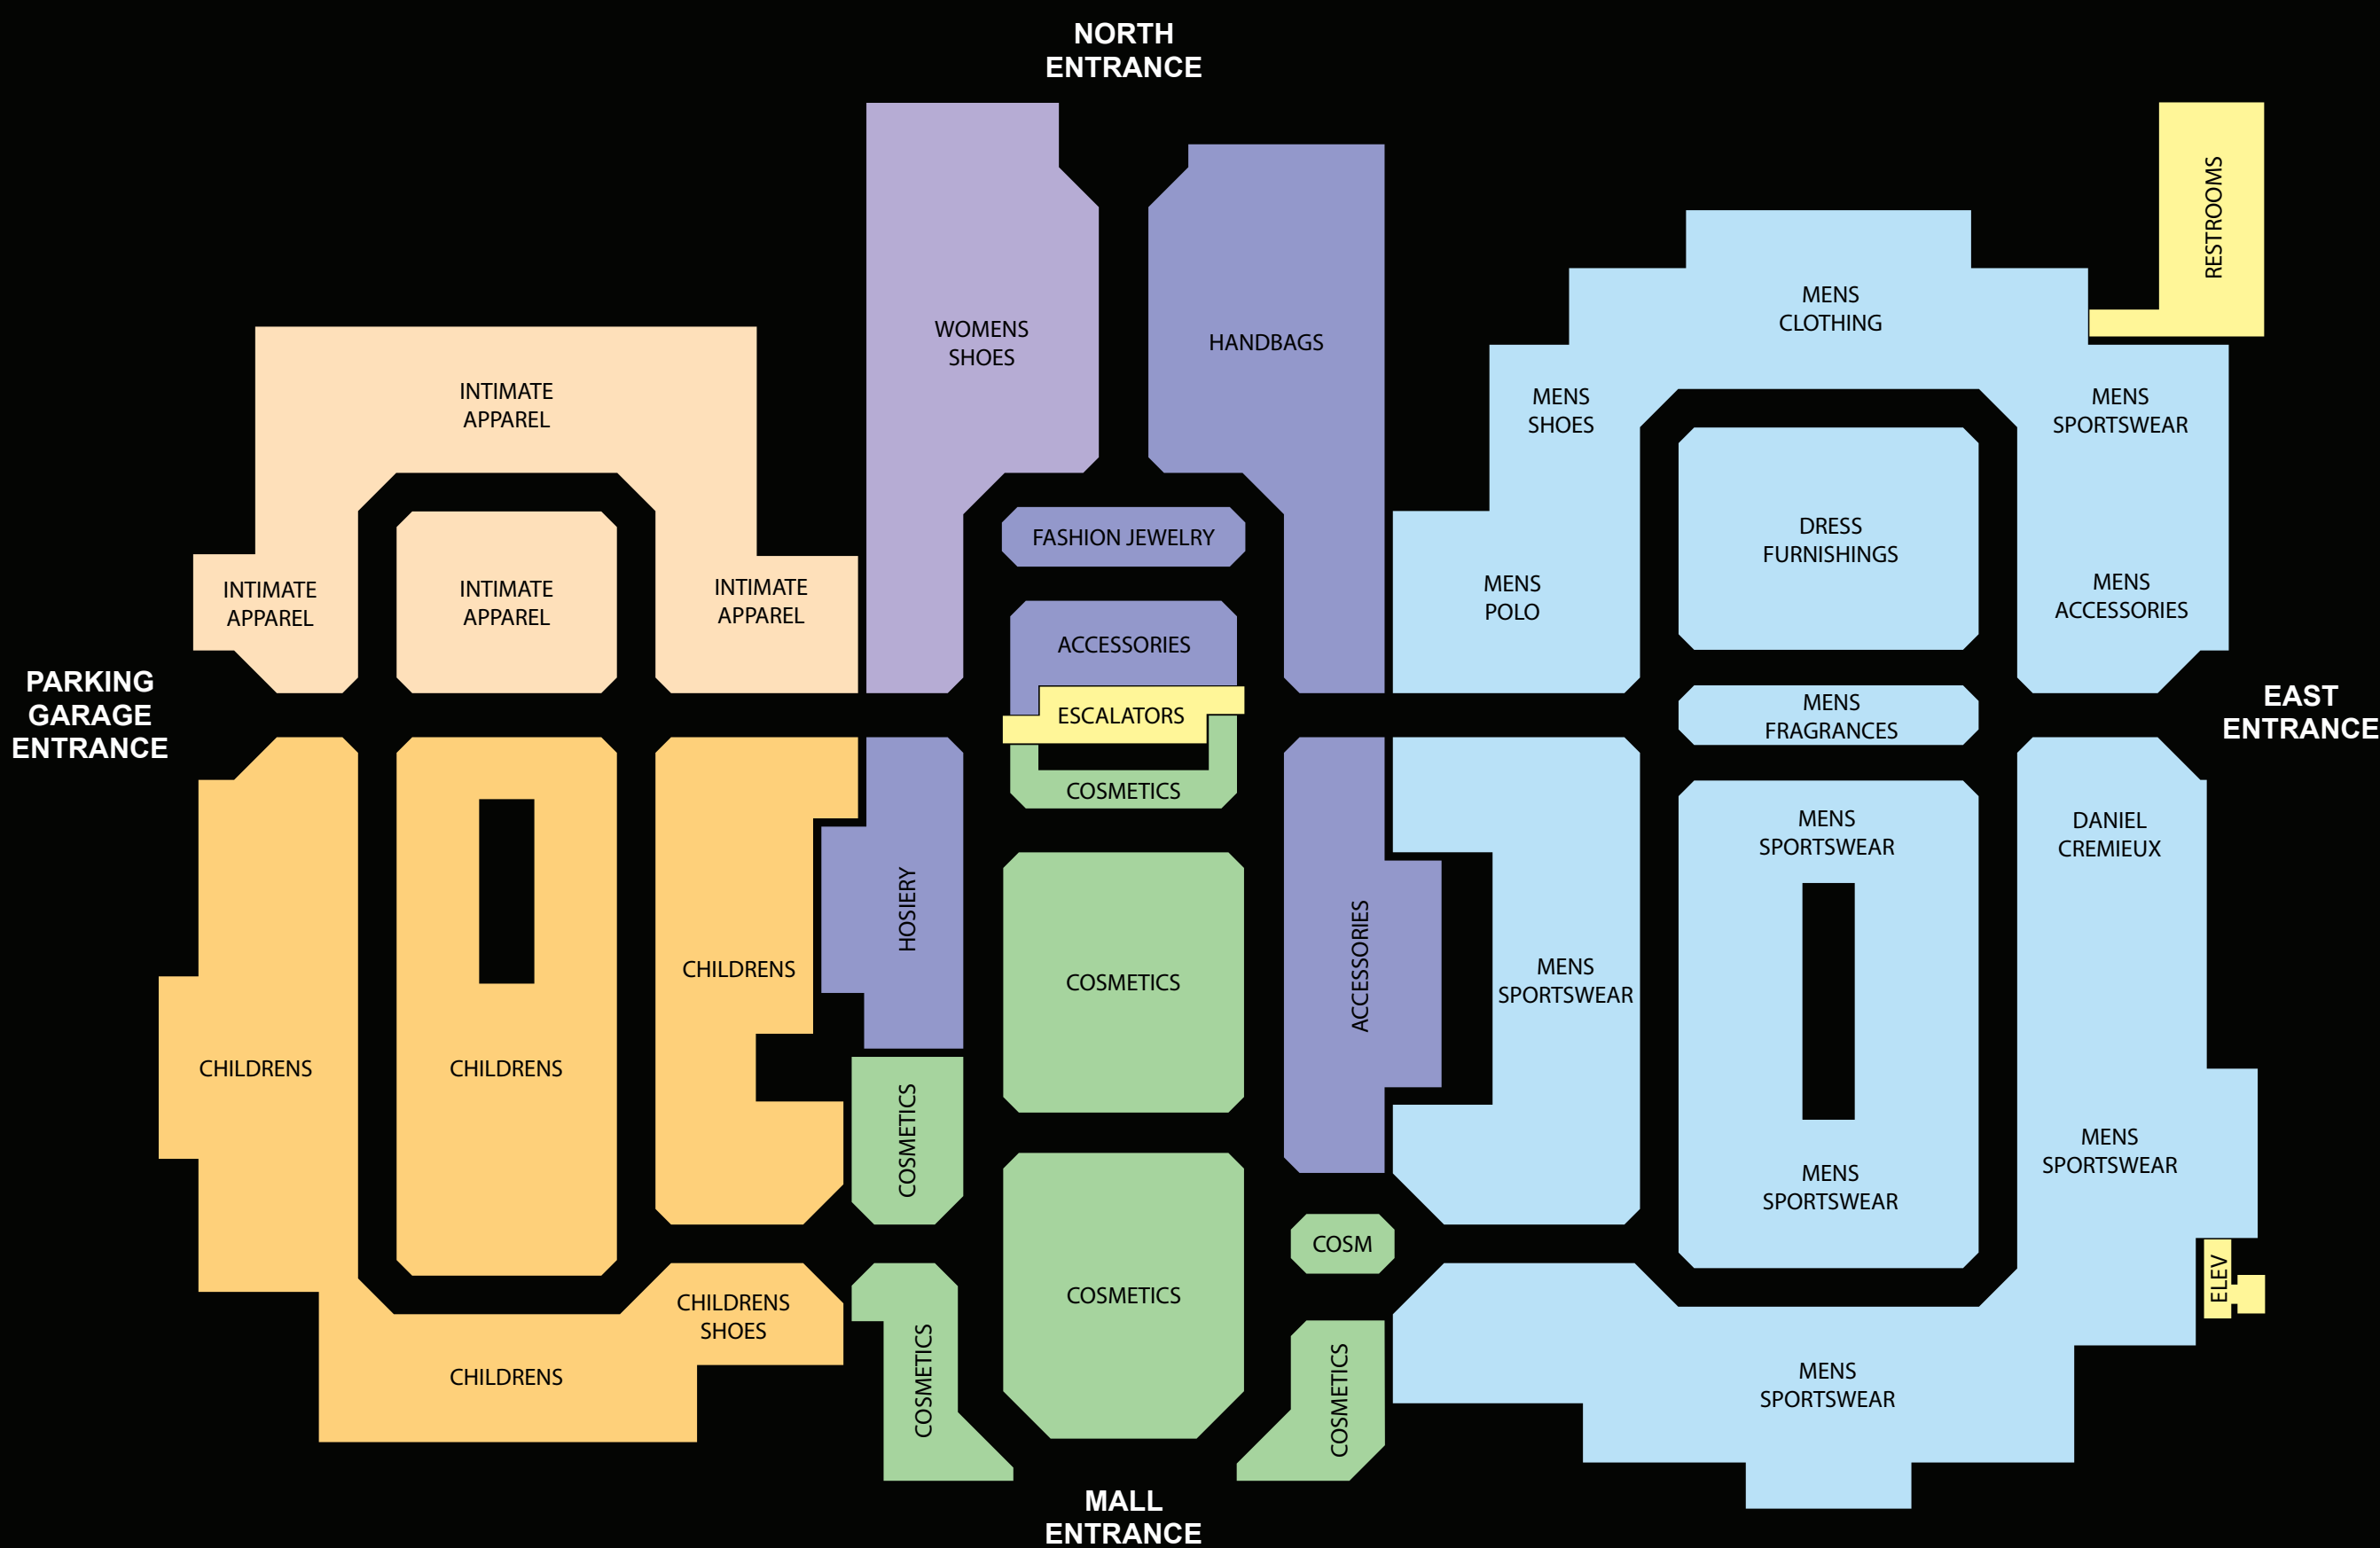 NORTH
ENTRANCE
RESTROOMS
WOMENS
SHOES
HANDBAGS
MENS
CLOTHING
INTIMATE
APPAREL
MENS
SHOES
MENS
SPORTSWEAR
FASHION JEWELRY
DRESS
FURNISHINGS
INTIMATE
APPAREL
INTIMATE
APPAREL
INTIMATE
APPAREL
MENS
POLO
MENS
ACCESSORIES
ACCESSORIES
PARKING
GARAGE
ENTRANCE
ESCALATORS
MENS
FRAGRANCES
EAST
ENTRANCE
COSMETICS
MENS
SPORTSWEAR
DANIEL
CREMIEUX
HOSIERY
CHILDRENS
COSMETICS
ACCESSORIES
MENS
SPORTSWEAR
CHILDRENS
CHILDRENS
COSMETICS
MENS
SPORTSWEAR
MENS
SPORTSWEAR
COSM
ELEV
CHILDRENS
SHOES
COSMETICS
CHILDRENS
COSMETICS
COSMETICS
MENS
SPORTSWEAR
MALL
ENTRANCE